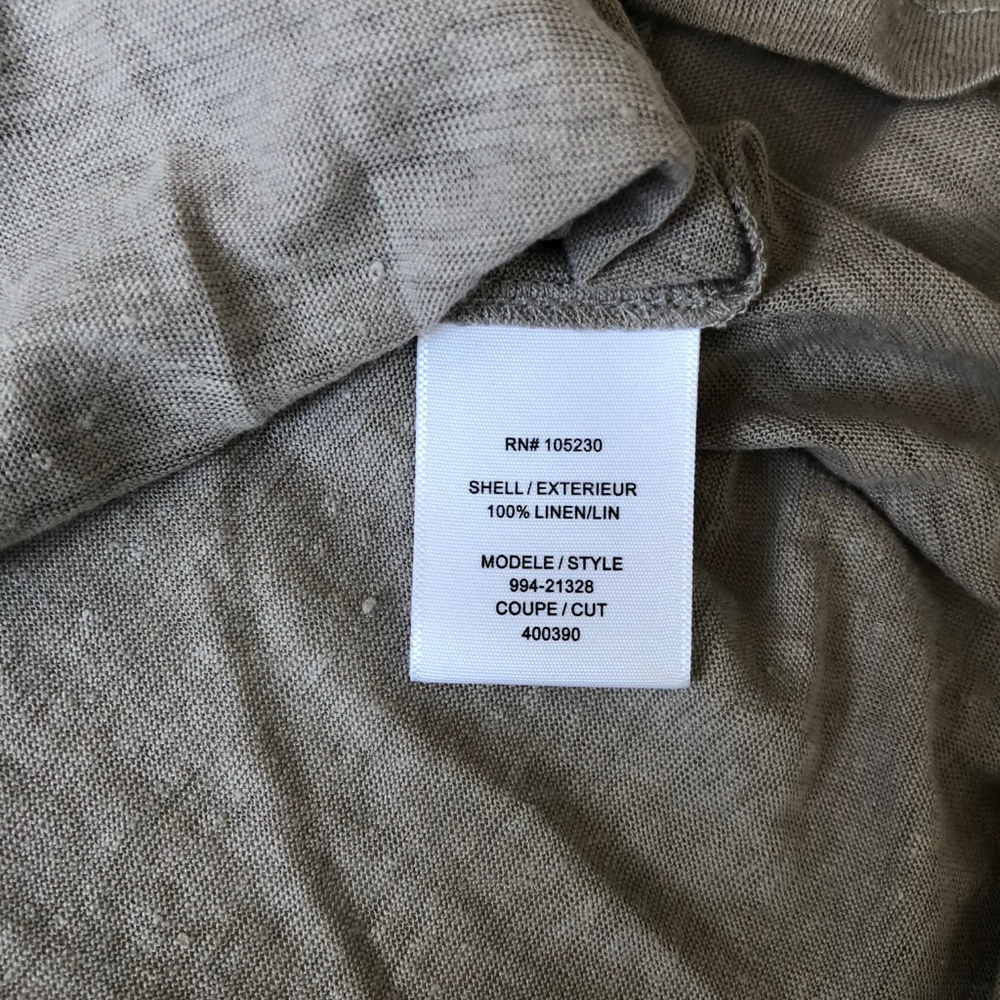 RN# 105230
SHELL / EXTERIEUR
100% LINEN/LIN
MODELE / STYLE
994-21328
COUPE / CUT
400390